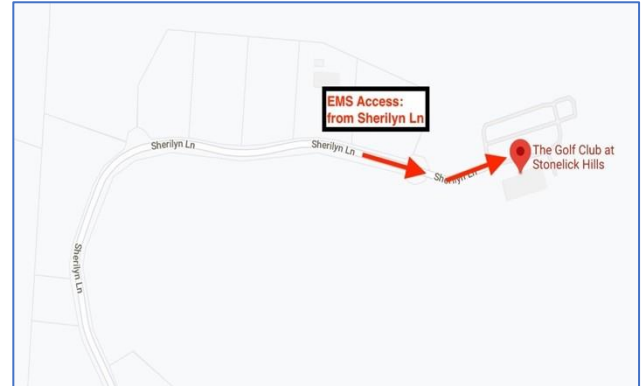 EMS Access:
from Sherilyn Ln
Sherilyn Ln
Sherilyn Ln
Sherilyn Ln
The Golf Club at
Stonelick Hills
Sherilyn Ln